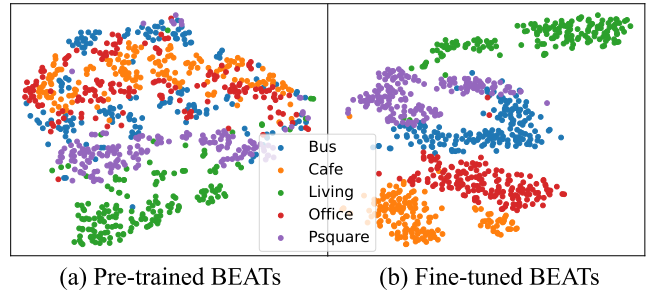 Bus
Cafe
Living
Office
Psquare
(a) Pre-trained BEATs
(b) Fine-tuned BEATs